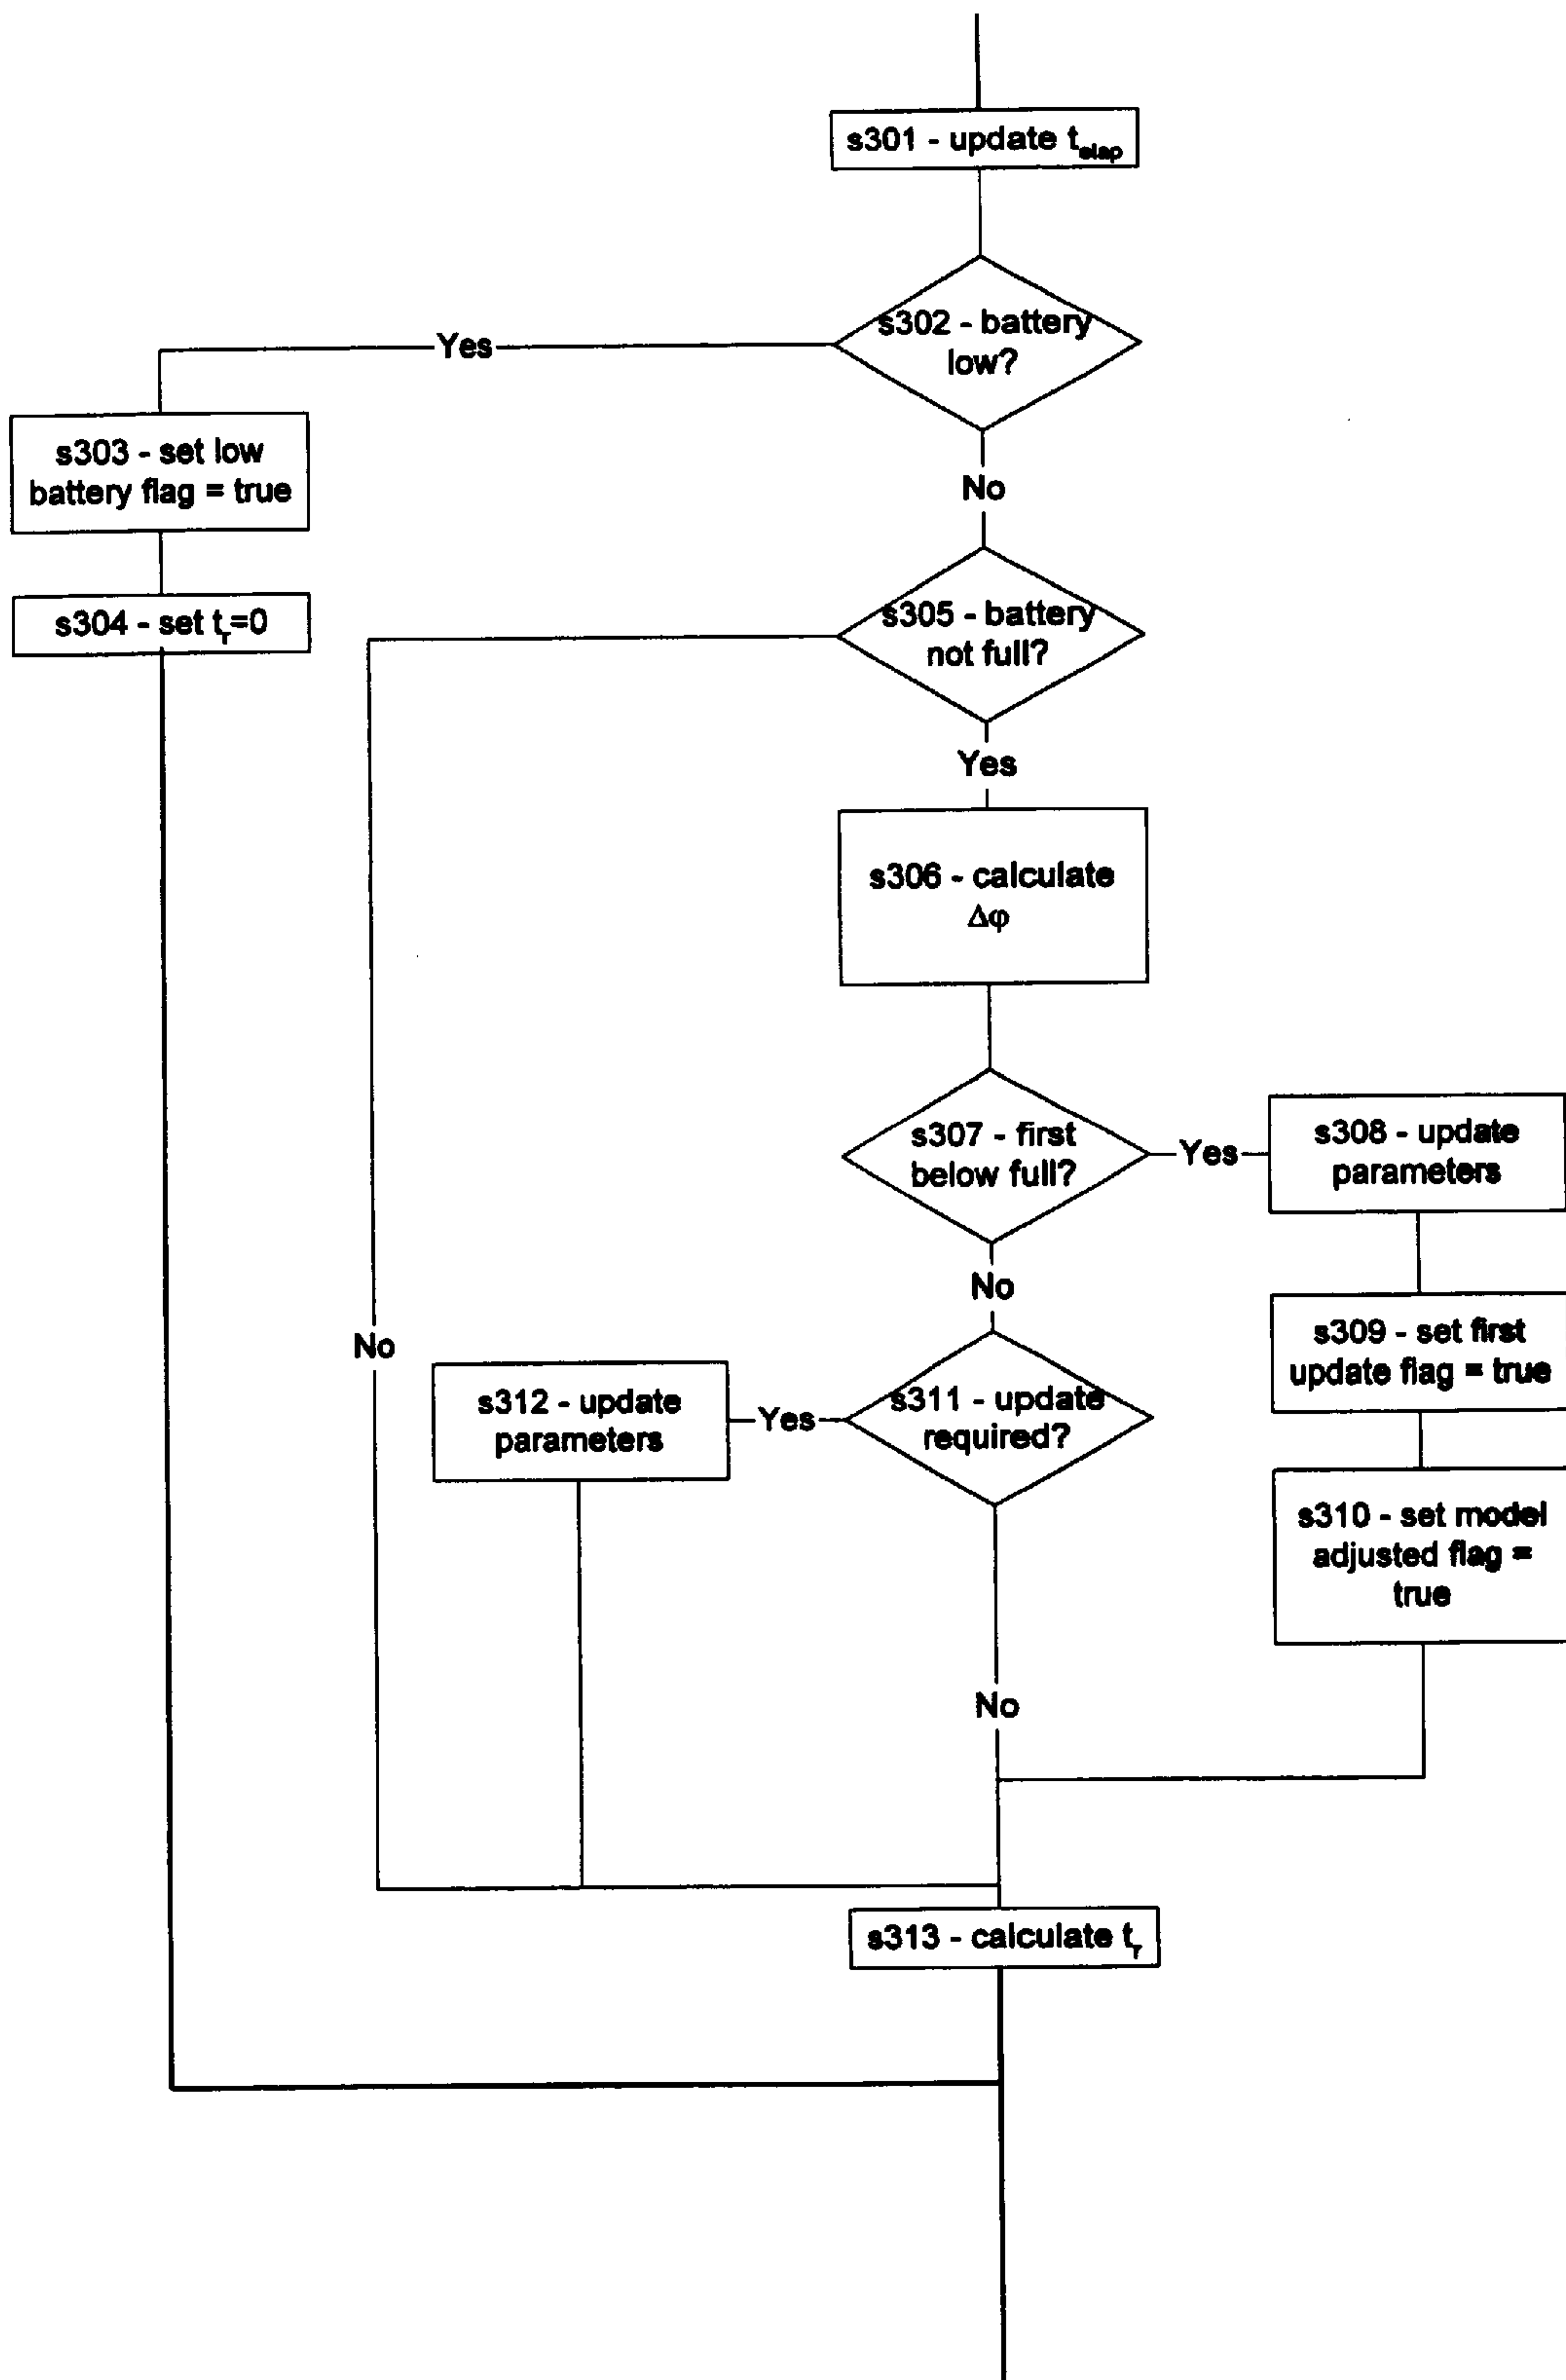 s301 - update t_elap
s302 - battery
low?
Yes
No
s303 - set low
battery flag = true
s304 - set t_r=0
s305 - battery
not full?
Yes
No
s306 - calculate
Δφ
s307 - first
below full?
Yes
s308 - update
parameters
No
s309 - set first
update flag = true
s311 - update
required?
Yes
s312 - update
parameters
s310 - set model
adjusted flag =
true
No
s313 - calculate t_r